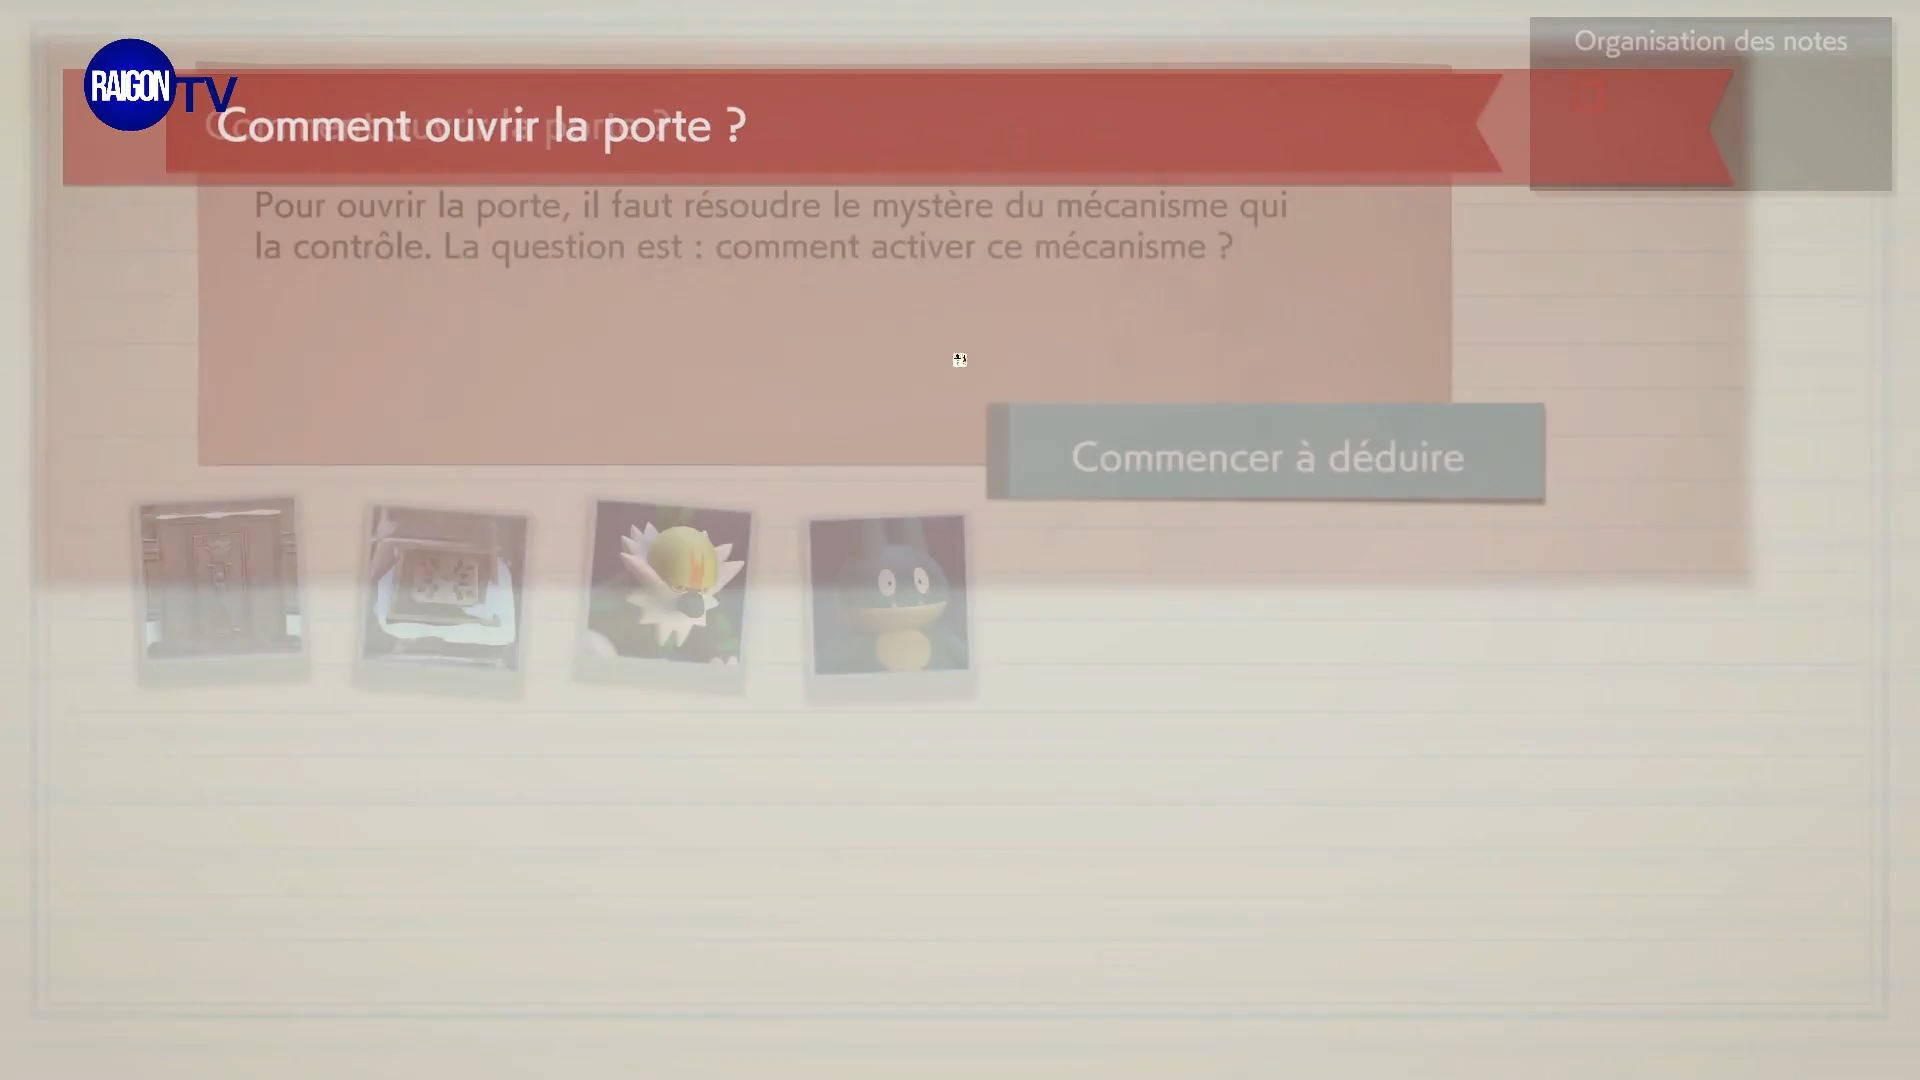 RAIGON TV
Organisation des notes
Comment ouvrir la porte ?
Pour ouvrir la porte, il faut résoudre le mystère du mécanisme qui
la contrôle. La question est : comment activer ce mécanisme ?
Commencer à déduire